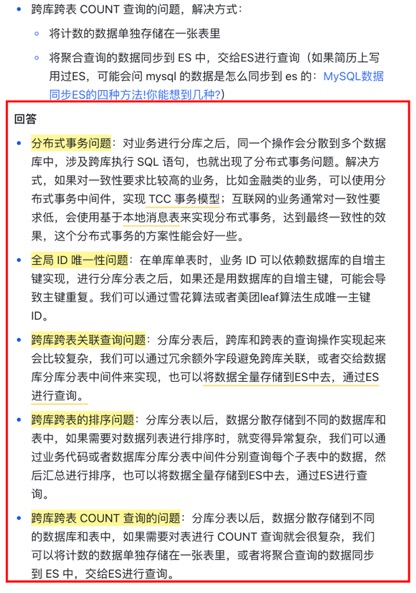 跨库跨表 COUNT 查询的问题，解决方式：
将计数的数据单独存储在一张表里
将聚合查询的数据同步到 ES 中，交给ES进行查询（如果简历上写
用过ES，可能会问 mysql 的数据是怎么同步到 es 的：MySQL数据
同步ES的四种方法!你能想到几种?）
回答
分布式事务问题：对业务进行分库之后，同一个操作会分散到多个数据
库中，涉及跨库执行 SQL 语句，也就出现了分布式事务问题。解决方
式，如果对一致性要求比较高的业务，比如金融类的业务，可以使用分
布式事务中间件，实现 TCC 事务模型；互联网的业务通常对一致性要
求低，会使用基于本地消息表来实现分布式事务，达到最终一致性的效
果，这个分布式事务的方案性能会好一些。
全局 ID 唯一性问题：在单库单表时，业务 ID 可以依赖数据库的自增主
键实现，进行分库分表之后，如果还是用数据库的自增主键，可能会导
致主键重复。我们可以通过雪花算法或者美团leaf算法生成唯一主键
ID。
跨库跨表关联查询问题：分库分表后，跨库和跨表的查询操作实现起来
会比较复杂，我们可以通过冗余额外字段避免跨库关联，或者交给数据
库分库分表中间件来实现，也可以将数据全量存储到ES中去，通过ES
进行查询。
跨库跨表的排序问题：分库分表以后，数据分散存储到不同的数据库和
表中，如果需要对数据列表进行排序时，就变得异常复杂，我们可以通
过业务代码或者数据库分库分表中间件分别查询每个子表中的数据，然
后汇总进行排序，也可以将数据全量存储到ES中去，通过ES进行查
询。
跨库跨表 COUNT 查询的问题：分库分表以后，数据分散存储到不同
的数据库和表中，如果需要对表进行 COUNT 查询就会很复杂，我们
可以将计数的数据单独存储在一张表里，或者将聚合查询的数据同步
到 ES 中，交给ES进行查询。